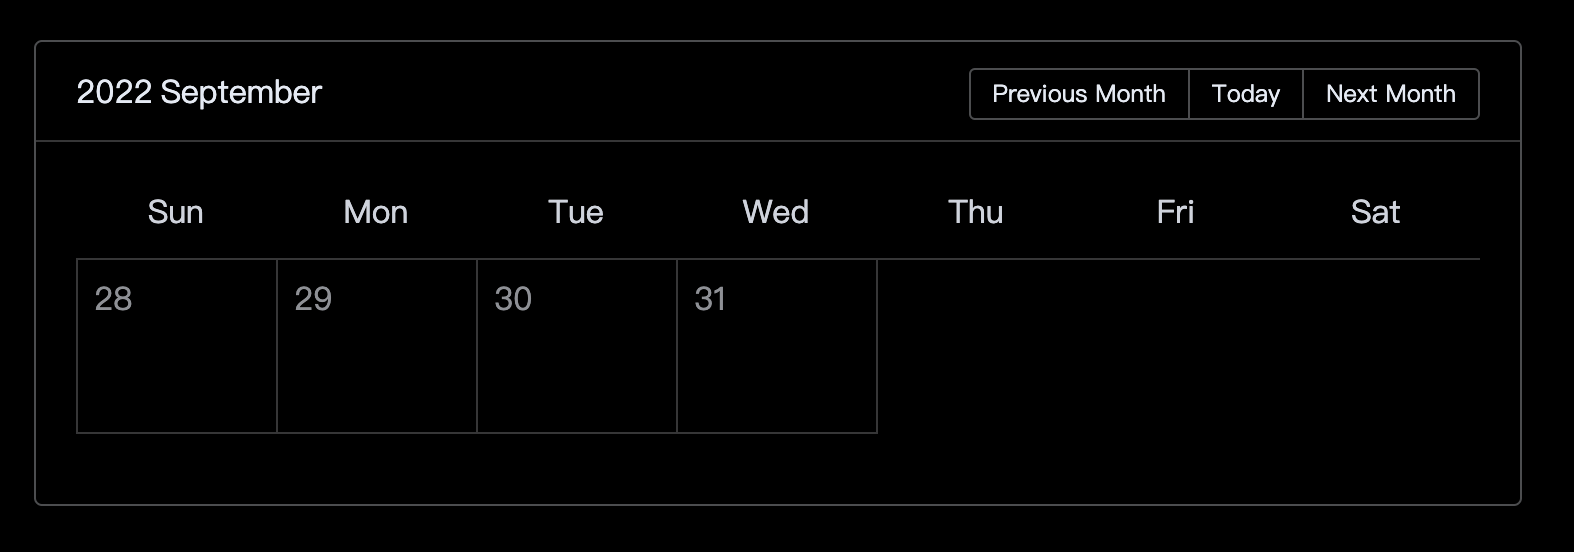 2022 September
Previous Month Today Next Month
Sun Mon Tue Wed Thu Fri Sat
28 29 30 31